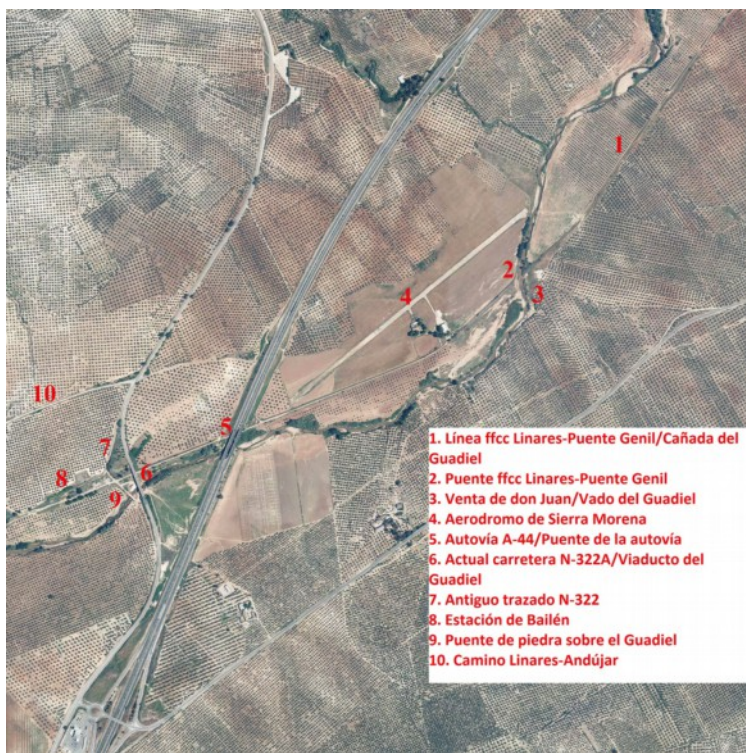 1
2
4
3
10
5
7
8
6
9
1. Línea ffcc Linares-Puente Genil/Cañada del
Guadiel
2. Puente ffcc Linares-Puente Genil
3. Venta de don Juan/Vado del Guadiel
4. Aerodromo de Sierra Morena
5. Autovía A-44/Puente de la autovía
6. Actual carretera N-322A/Viaducto del
Guadiel
7. Antiguo trazado N-322
8. Estación de Bailén
9. Puente de piedra sobre el Guadiel
10. Camino Linares-Andújar